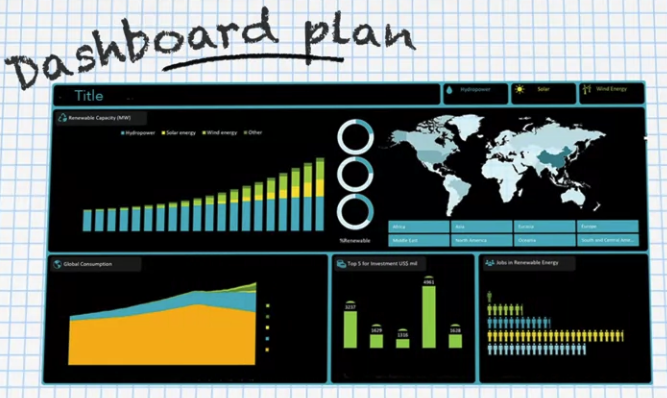 Dashboard plan
Title
Hydropower
Solar
Wind Energy
Renewable Capacity (MW)
Hydropower Solar energy Wind energy Other
%Renewable
Africa Asia Eurasia Europe
Middle East North America Oceania South and Central Ame...
Global Consumption
Top 5 for Investment US$ mil
4981
3237
1629
1316
1628
Jobs in Renewable Energy